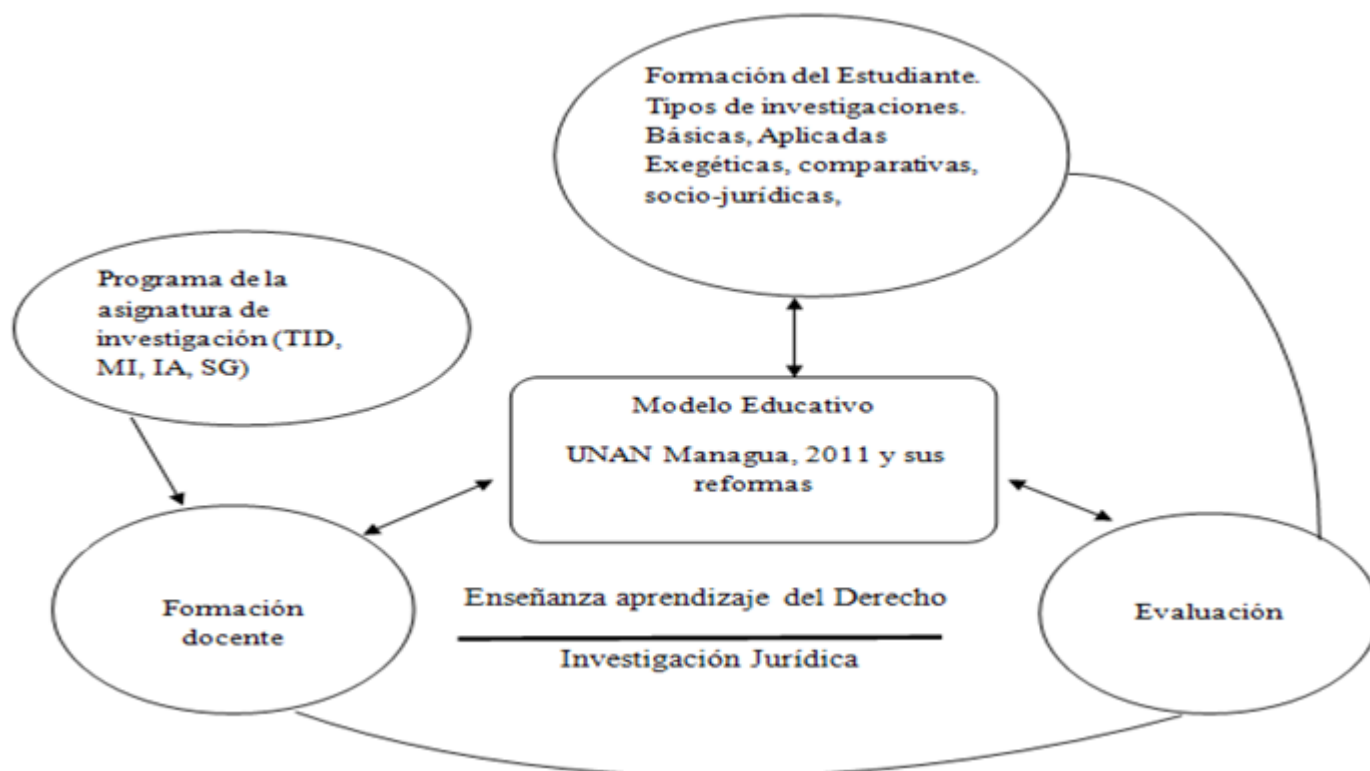 Formación del Estudiante.
Tipos de investigaciones.
Básicas, Aplicadas
Exegéticas, comparativas,
socio-jurídicas,
Programa de la
asignatura de
investigación (TID,
MI, IA, SG)
Modelo Educativo
UNAN Managua, 2011 y sus
reformas
Formación
docente
Enseñanza aprendizaje del Derecho
Investigación Jurídica
Evaluación